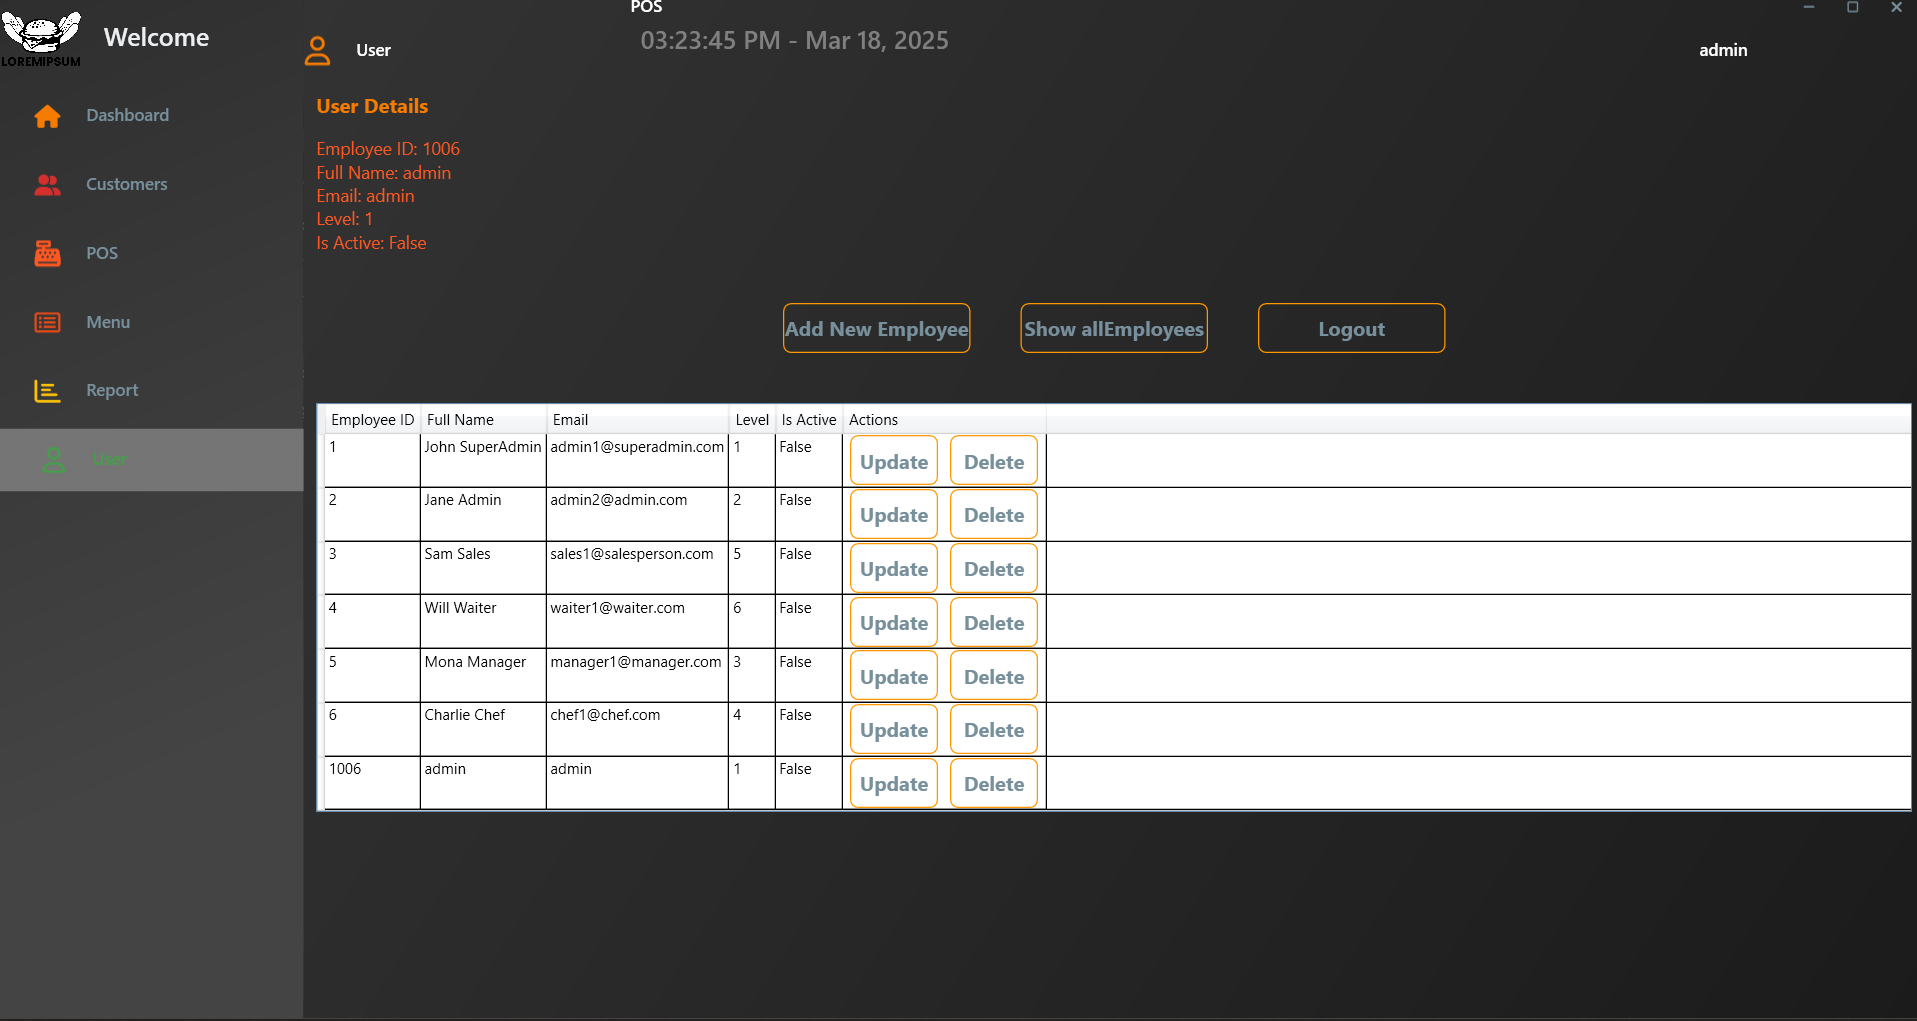 POS
LOREMIPSUM
Welcome
User
03:23:45 PM - Mar 18, 2025
admin
Dashboard
Customers
POS
Menu
Report
User
User Details
Employee ID: 1006
Full Name: admin
Email: admin
Level: 1
Is Active: False
Add New Employee
Show allEmployees
Logout
Employee ID Full Name Email Level Is Active Actions
1 John SuperAdmin admin1@superadmin.com 1 False Update Delete
2 Jane Admin admin2@admin.com 2 False Update Delete
3 Sam Sales sales1@salesperson.com 5 False Update Delete
4 Will Waiter waiter1@waiter.com 6 False Update Delete
5 Mona Manager manager1@manager.com 3 False Update Delete
6 Charlie Chef chef1@chef.com 4 False Update Delete
1006 admin admin 1 False Update Delete